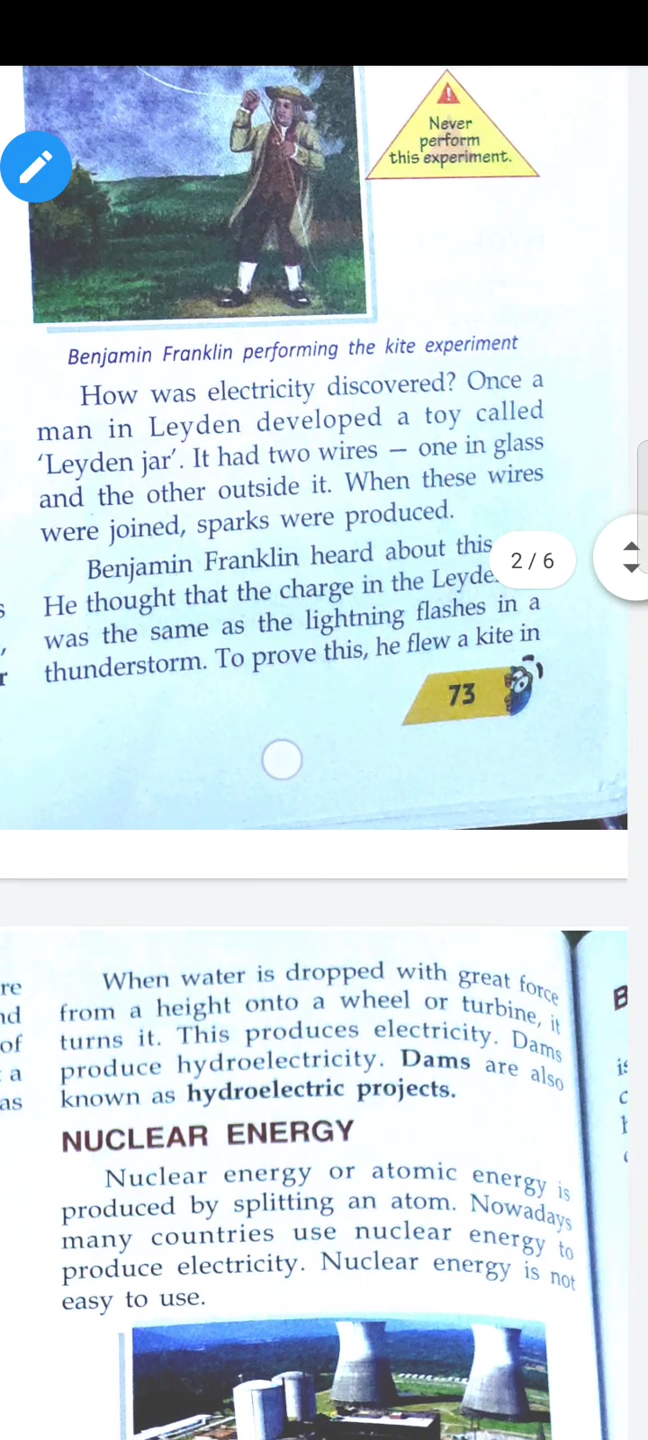 Never
perform
this experiment.
Benjamin Franklin performing the kite experiment
How was electricity discovered? Once a
man in Leyden developed a toy called
‘Leyden jar’. It had two wires — one in glass
and the other outside it. When these wires
were joined, sparks were produced.
Benjamin Franklin heard about this
2 / 6
s He thought that the charge in the Leyde
, was the same as the lightning flashes in a
r thunderstorm. To prove this, he flew a kite in
73
re When water is dropped with great force
nd from a height onto a wheel or turbine, it
of turns it. This produces electricity. Dams
a produce hydroelectricity. Dams are also
as known as hydroelectric projects.
B
NUCLEAR ENERGY
Nuclear energy or atomic energy is
produced by splitting an atom. Nowadays
many countries use nuclear energy to
produce electricity. Nuclear energy is not
easy to use.